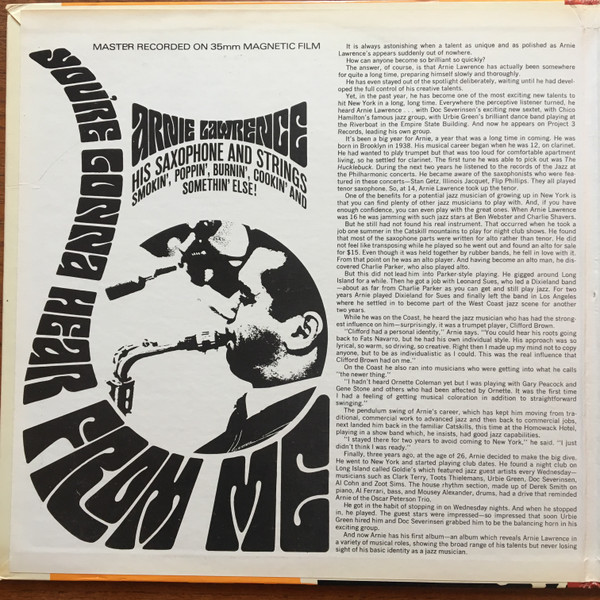 MASTER RECORDED ON 35mm MAGNETIC FILM
YOU'RE GONNA HEAR FROM ME
ARNIE LAWRENCE
HIS SAXOPHONE AND STRINGS
SMOKIN', POPPIN', BURNIN', COOKIN' AND
SOMETHIN' ELSE!
It is always astonishing when a talent as unique and as polished as Arnie
Lawrence's appears suddenly out of nowhere.
How can anyone become so brilliant so quickly?
The answer, of course, is that Arnie Lawrence has actually been somewhere
for quite a long time, preparing himself slowly and thoroughly.
He has even stayed out of the spotlight deliberately, waiting until he had devel-
oped the full control of his creative talents.
Yet, in the past year, he has become one of the most exciting new talents to
hit New York in a long, long time. Everywhere the perceptive listener turned, he
heard Arnie Lawrence . . . with Doc Severinsen's exciting new sextet, with Chico
Hamilton's famous jazz group, with Urbie Green's brilliant dance band playing at
the Riverboat in the Empire State Building. And now he appears on Project 3
Records, leading his own group.
It's been a big year for Arnie, a year that was a long time in coming. He was
born in Brooklyn in 1938. His musical career began when he was 12, on clarinet.
He had wanted to play trumpet but that was too loud for comfortable apartment
living, so he settled for clarinet. The first tune he was able to pick out was The
Hucklebuck. During the next two years he listened to the records of the Jazz at
the Philharmonic concerts. He became aware of the saxophonists who were fea-
tured in these concerts—Stan Getz, Illinois Jacquet, Flip Phillips. They all played
tenor saxophone. So, at 14, Arnie Lawrence took up the tenor.
One of the benefits for a potential jazz musician of growing up in New York is
that you can find plenty of other jazz musicians to play with. And, if you have
enough confidence, you can even play with the great ones. When Arnie Lawrence
was 16 he was jamming with such jazz stars at Ben Webster and Charlie Shavers.
But he still had not found his real instrument. That occurred when he took a
job one summer in the Catskill mountains to play for night club shows. He found
that most of the saxophone parts were written for alto rather than tenor. He did
not feel like transposing while he played so he went out and found an alto for sale
for $15. Even though it was held together by rubber bands, he fell in love with it.
From that point on he was an alto player. And having become an alto man, he dis-
covered Charlie Parker, who also played alto.
But this did not lead him into Parker-style playing. He gigged around Long
Island for a while. Then he got a job with Leonard Sues, who led a Dixieland band
—about as far from Charlie Parker as you can get and still play jazz. For two
years Arnie played Dixieland for Sues and finally left the band in Los Angeles
where he settled in to become part of the West Coast jazz scene for another
two years.
While he was on the Coast, he heard the jazz musician who has had the strong-
est influence on him—surprisingly, it was a trumpet player, Clifford Brown.
"Clifford had a personal identity," Arnie says. "You could hear his roots going
back to Fats Navarro, but he had his own individual style. His approach was so
lyrical, so warm, so driving, so creative. Right then I made up my mind not to copy
anyone, but to be as individualistic as I could. This was the real influence that
Clifford Brown had on me."
On the Coast he also ran into musicians who were getting into what he calls
"the newer thing."
"I hadn't heard Ornette Coleman yet but I was playing with Gary Peacock and
Gene Stone and others who had been affected by Ornette. It was the first time
I had a feeling of getting musical coloration in addition to straightforward
swinging."
The pendulum swing of Arnie's career, which has kept him moving from tra-
ditional, commercial work to advanced jazz and then back to commercial jobs,
next landed him back in the familiar Catskills, this time at the Homowack Hotel,
playing in a show band which, he insists, had good jazz capabilities.
"I stayed there for two years to avoid coming to New York," he said. "I just
didn't think I was ready."
Finally, three years ago, at the age of 26, Arnie decided to make the big dive.
He went to New York and started playing club dates. He found a night club on
Long Island called Goldie's which featured jazz guest artists every Wednesday—
musicians such as Clark Terry, Toots Thielemans, Urbie Green, Doc Severinsen,
Al Cohn and Zoot Sims. The house rhythm section, made up of Derek Smith on
piano, Al Ferrari, bass, and Mousey Alexander, drums, had a drive that reminded
Arnie of the Oscar Peterson Trio.
He got in the habit of stopping in on Wednesday nights. And when he stopped
in, he played. The guest stars were impressed—so impressed that soon Urbie
Green hired him and Doc Severinsen grabbed him to be the balancing horn in his
exciting group.
And now Arnie has his first album—an album which reveals Arnie Lawrence in
a variety of musical roles, showing the broad range of his talents but never losing
sight of his basic identity as a jazz musician.